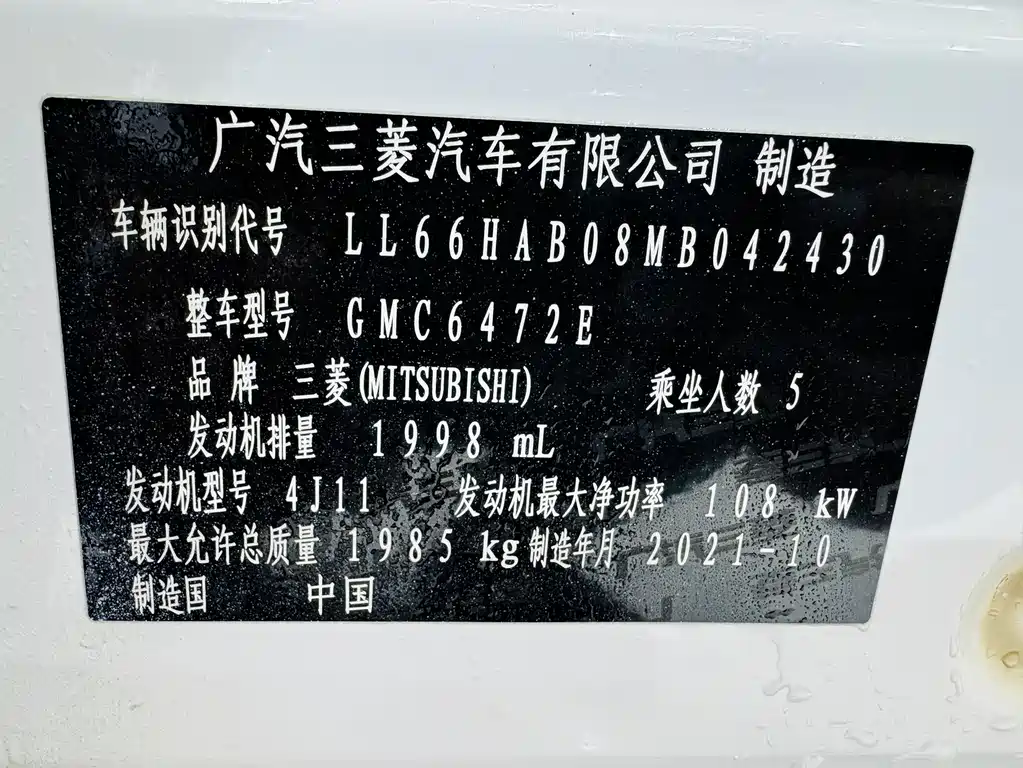 广汽三菱汽车有限公司 制造
车辆识别代号 LL66HAB08MB042430
整车型号 GMC6472E
品牌 三菱(MITSUBISHI) 乘坐人数 5
发动机排量 1998 mL
发动机型号 4J11 发动机最大净功率 108 kW
最大允许总质量 1985 kg 制造年月 2021-10
制造国 中国